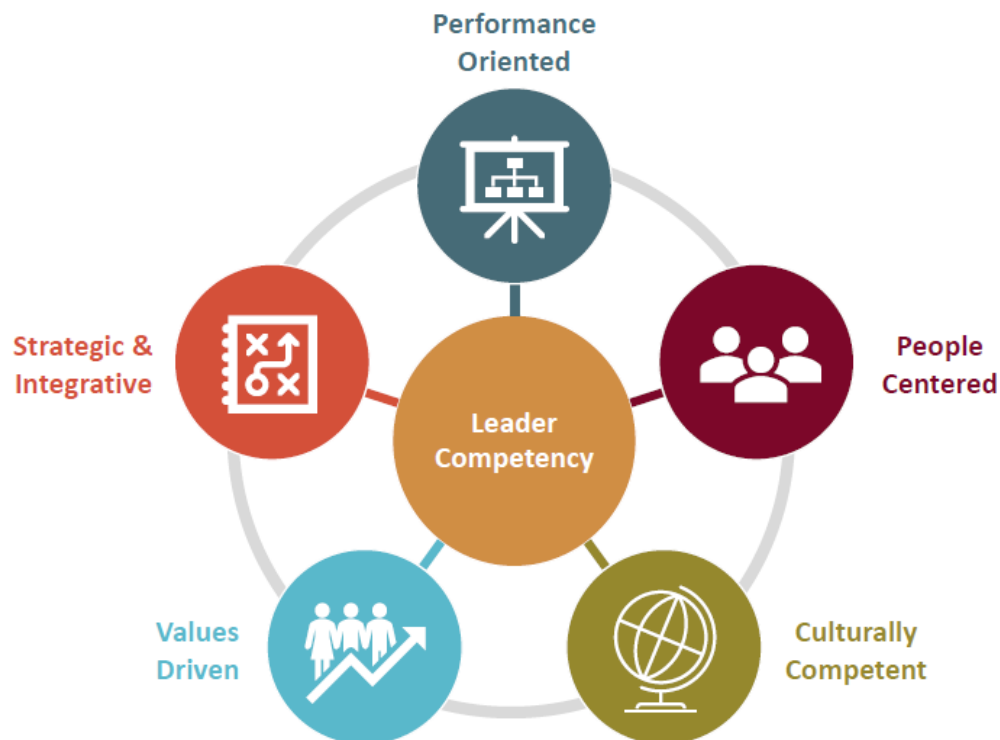 Performance
Oriented
People
Centered
Culturally
Competent
Values
Driven
Strategic &
Integrative
Leader
Competency